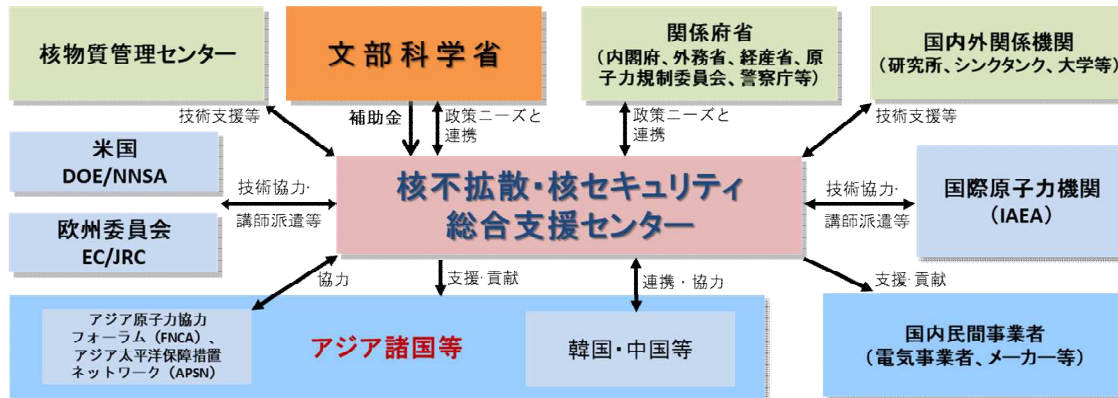 核物質管理センター
文部科学省
関係府省
（内閣府、外務省、経産省、原
子力規制委員会、警察庁等）
国内外関係機関
（研究所、シンクタンク、大学等）
技術支援等
補助金
政策ニーズと
連携
政策ニーズと
連携
技術支援等
米国
DOE/NNSA
欧州委員会
EC/JRC
技術協力・
講師派遣等
核不拡散・核セキュリティ
総合支援センター
技術協力・
講師派遣等
国際原子力機関
（IAEA）
協力
支援・貢献
連携・協力
支援・貢献
アジア原子力協力
フォーラム（FNCA）、
アジア太平洋保障措置
ネットワーク（APSN）
アジア諸国等
韓国・中国等
国内民間事業者
（電気事業者、メーカー等）